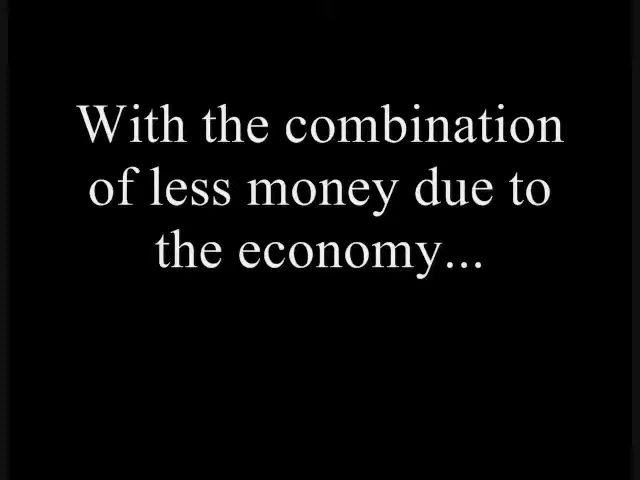 With the combination
of less money due to
the economy...